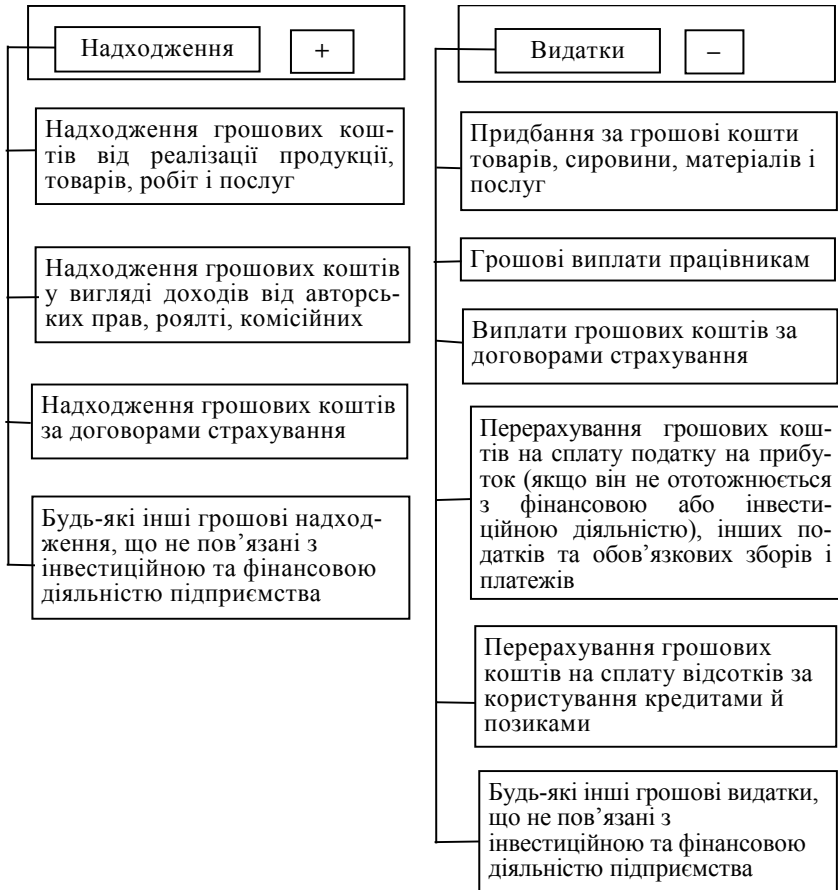 Надходження
+
Надходження грошових кош-
тів від реалізації продукції,
товарів, робіт і послуг
Надходження грошових коштів
у вигляді доходів від авторсь-
ких прав, роялті, комісійних
Надходження грошових коштів
за договорами страхування
Будь-які інші грошові надход-
ження, що не пов’язані з
інвестиційною та фінансовою
діяльністю підприємства
Видатки
–
Придбання за грошові кошти
товарів, сировини, матеріалів і
послуг
Грошові виплати працівникам
Виплати грошових коштів за
договорами страхування
Перерахування грошових кош-
тів на сплату податку на прибу-
ток (якщо він не ототожнюється
з фінансовою або інвести-
ційною діяльністю), інших по-
датків та обов’язкових зборів і
платежів
Перерахування грошових
коштів на сплату відсотків за
користування кредитами й
позиками
Будь-які інші грошові видатки,
що не пов’язані з
інвестиційною та фінансовою
діяльністю підприємства